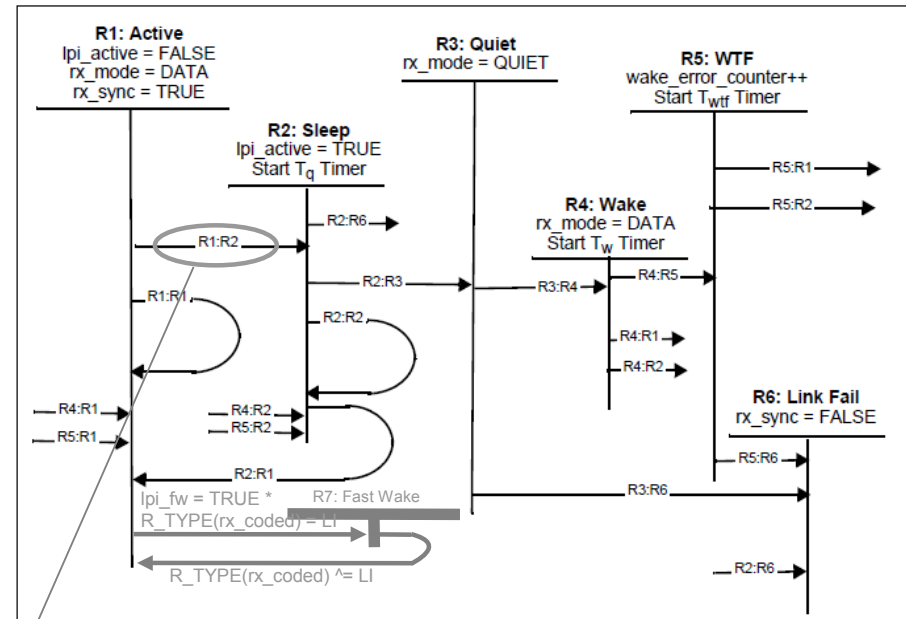 R1: Active
lpi_active = FALSE
rx_mode = DATA
rx_sync = TRUE
R2: Sleep
lpi_active = TRUE
Start Tq Timer
R3: Quiet
rx_mode = QUIET
R4: Wake
rx_mode = DATA
Start Tw Timer
R5: WTF
wake_error_counter++
Start Twtf Timer
R5:R1
R5:R2
R2:R6
R1:R2
R2:R3
R3:R4
R4:R5
R1:R1
R2:R2
R4:R1
R4:R2
R6: Link Fail
rx_sync = FALSE
R4:R1
R4:R2
R5:R1
R5:R2
R5:R6
R2:R1
R3:R6
lpi_fw = TRUE *
R_TYPE(rx_coded) = LI
R7: Fast Wake
R_TYPE(rx_coded) ^= LI
R2:R6